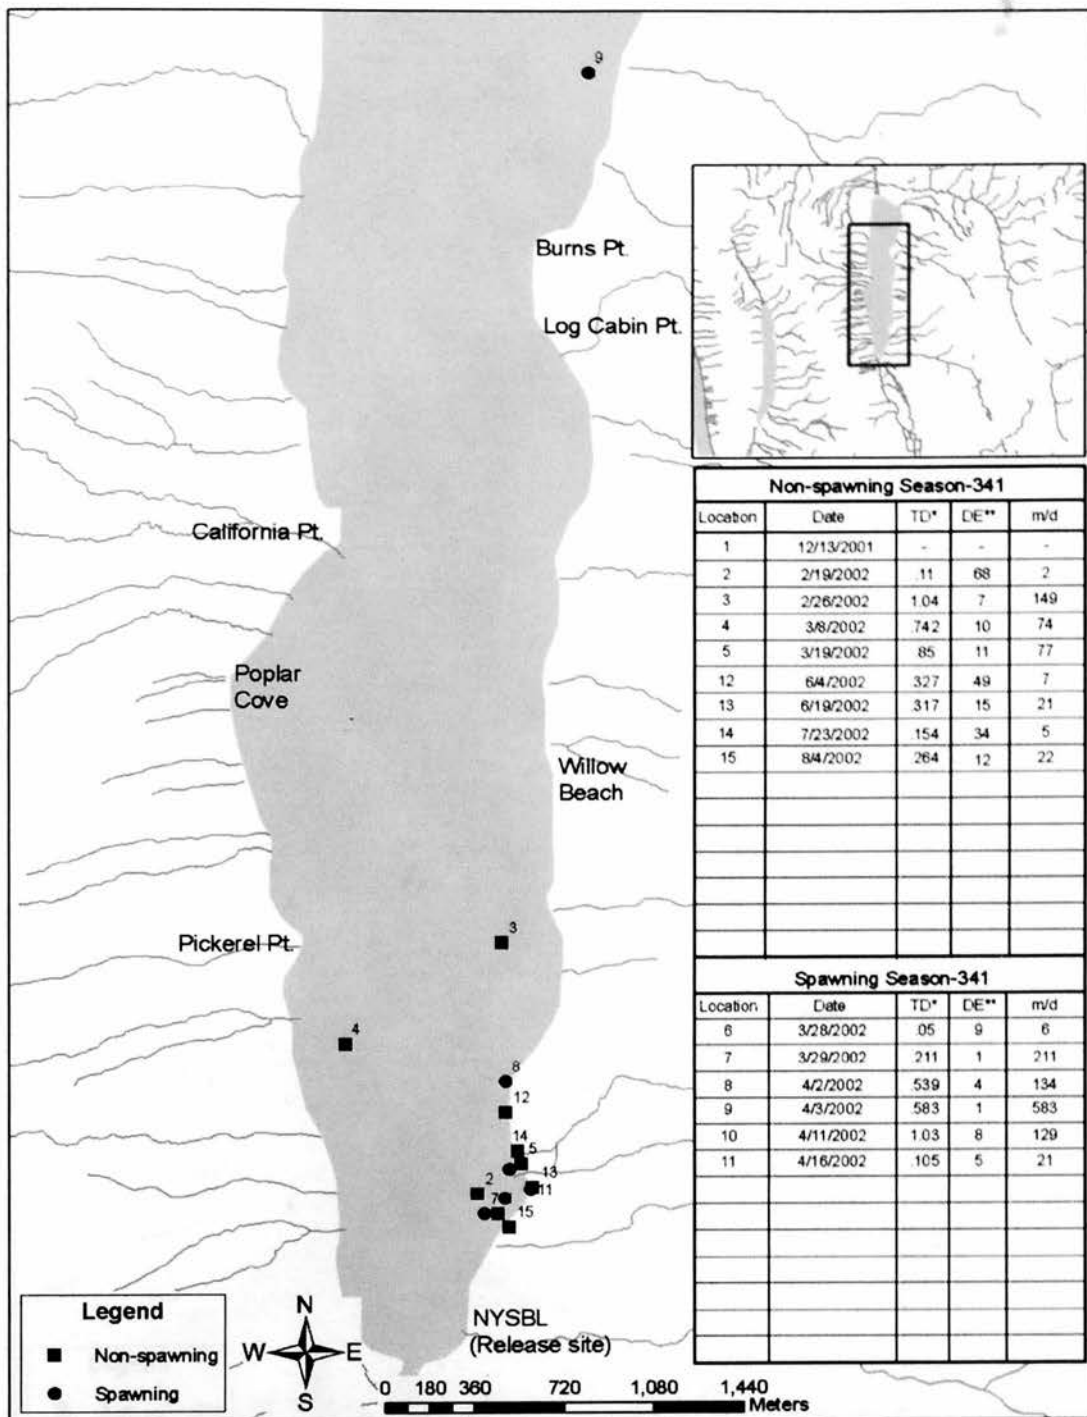 9
Burns Pt.
Log Cabin Pt.
California Pt.
Poplar
Cove
Willow
Beach
Pickerel Pt.
3
4
8
12
14
5
13
2
11
7
15
NYSBL
(Release site)
Non-spawning Season-341
Location Date TD* DE** m/d
1 12/13/2001 - - -
2 2/19/2002 .11 68 2
3 2/26/2002 1.04 7 149
4 3/8/2002 .742 10 74
5 3/19/2002 85 11 77
12 6/4/2002 .327 49 7
13 6/19/2002 .317 15 21
14 7/23/2002 .154 34 5
15 8/4/2002 .264 12 22
Spawning Season-341
Location Date TD* DE** m/d
6 3/28/2002 .05 9 6
7 3/29/2002 .211 1 211
8 4/2/2002 .539 4 134
9 4/3/2002 .583 1 583
10 4/11/2002 1.03 8 129
11 4/16/2002 .105 5 21
Legend
Non-spawning
Spawning
N
W E
S
0 180 360 720 1,080 1,440
Meters